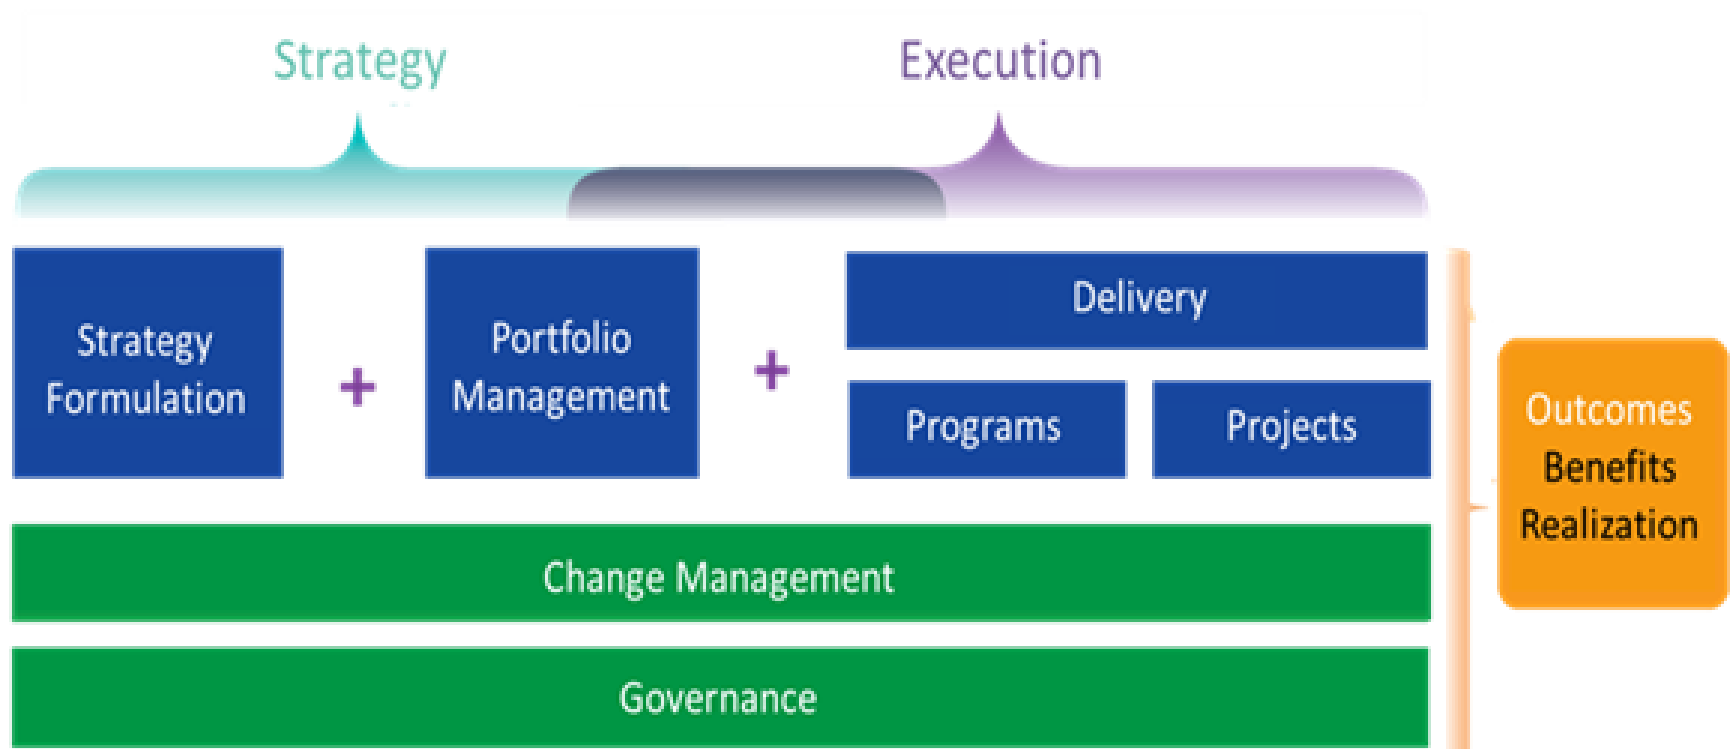 Strategy
Execution
Strategy
Formulation
+
Portfolio
Management
+
Delivery
Programs
Projects
Outcomes
Benefits
Realization
Change Management
Governance